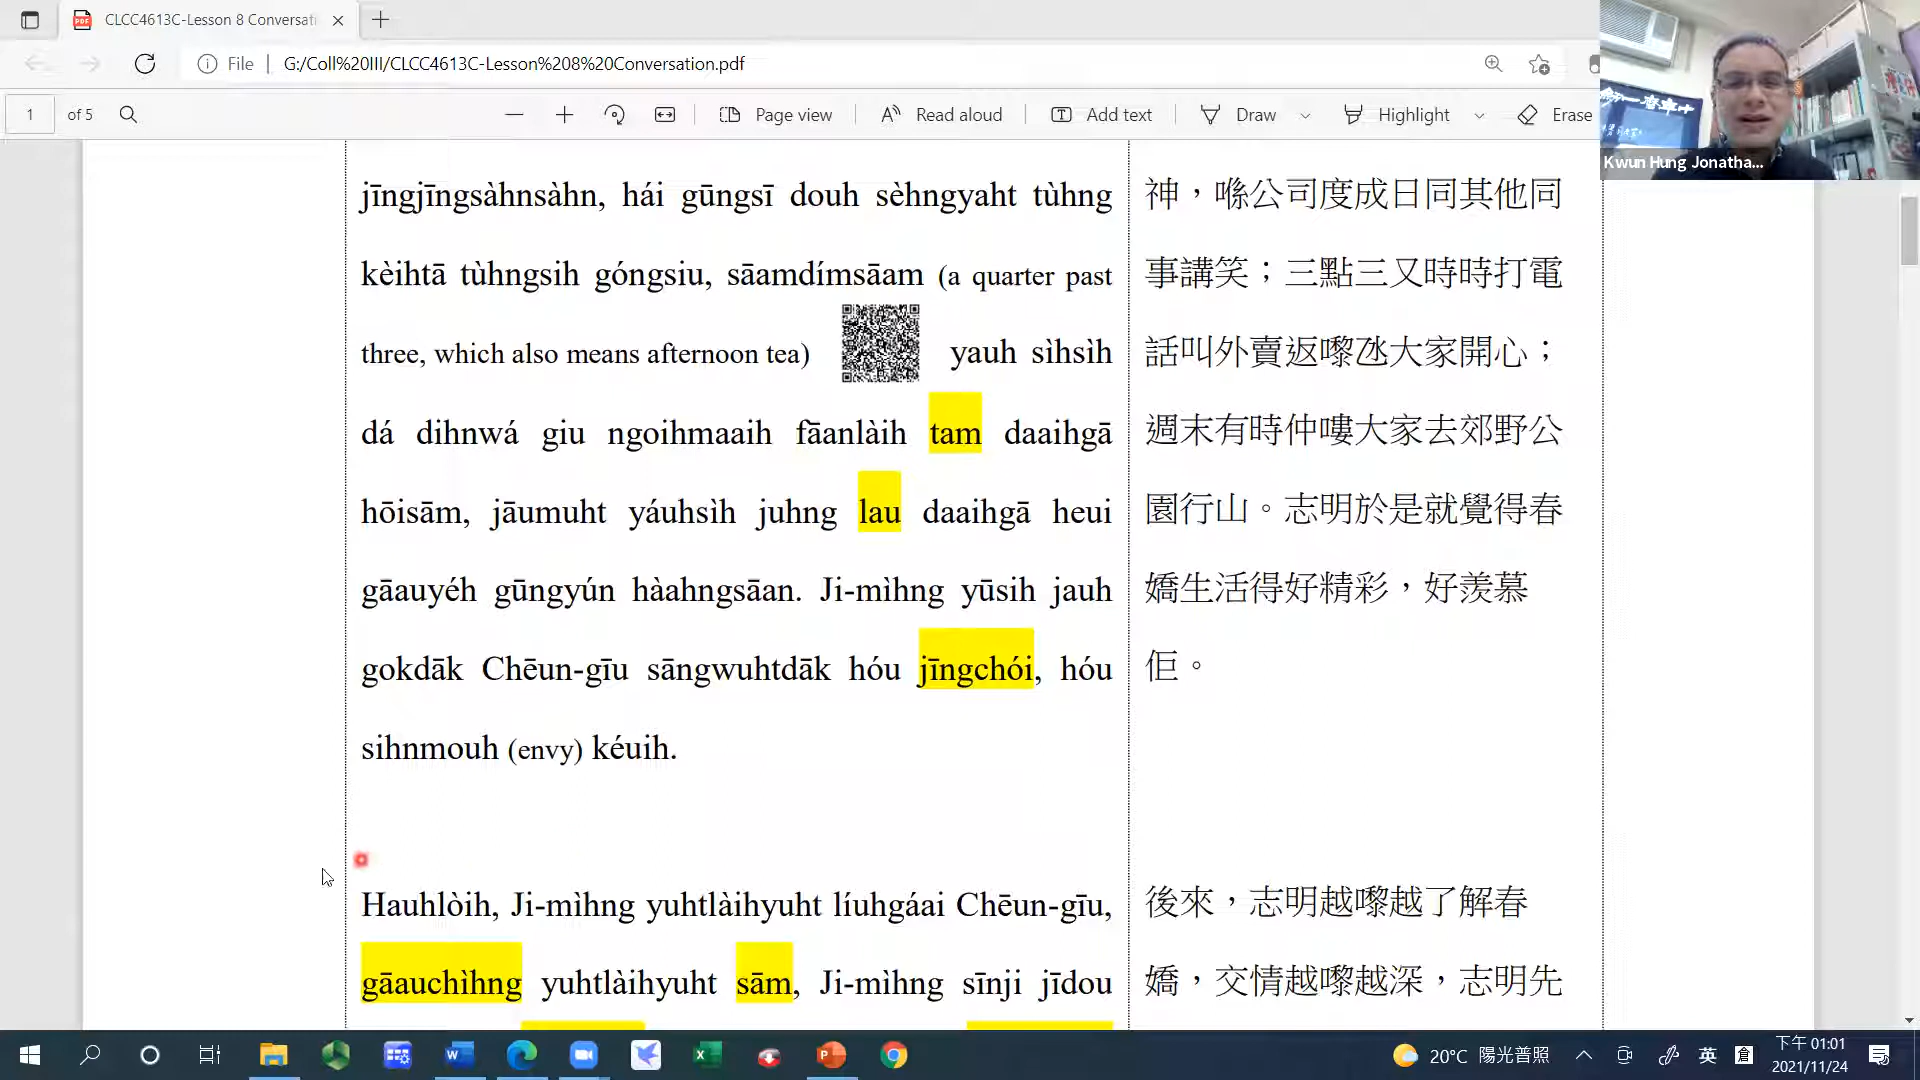 CLCC4613C-Lesson 8 Conversati
File
G:/Coll%20III/CLCC4613C-Lesson%208%20Conversation.pdf
1 of 5
Page view
Read aloud
Add text
Draw
Highlight
Erase
Kwun Hung Jonatha...
jīngjīngsàhnsàhn, hái gūngsī douh sèhngyaht tùhng
kèihtā tùhngsih góngsiu, sāamdímsāam (a quarter past
three, which also means afternoon tea) yauh sìhsìh
dá dihnwá giu ngoihmaaih fāanlàih tam daaihgā
hōisām, jāumuht yáuhsìh juhng lau daaihgā heui
gāauyéh gūngyún hàahngsāan. Ji-mìhng yūsih jauh
gokdāk Chēun-gīu sāngwuhtdāk hóu jīngchói, hóu
sihnmouh (envy) kéuih.
Hauhlòih, Ji-mìhng yuhtlàihyuht líuhgáai Chēun-gīu,
gāauchìhng yuhtlàihyuht sām, Ji-mìhng sīnji jīdou
神，喺公司度成日同其他同
事講笑；三點三又時時打電
話叫外賣返嚟氹大家開心；
週末有時仲嘍大家去郊野公
園行山。志明於是就覺得春
嬌生活得好精彩，好羨慕
佢。
後來，志明越嚟越了解春
嬌，交情越嚟越深，志明先
20°C 陽光普照
英
倉
下午 01:01
2021/11/24